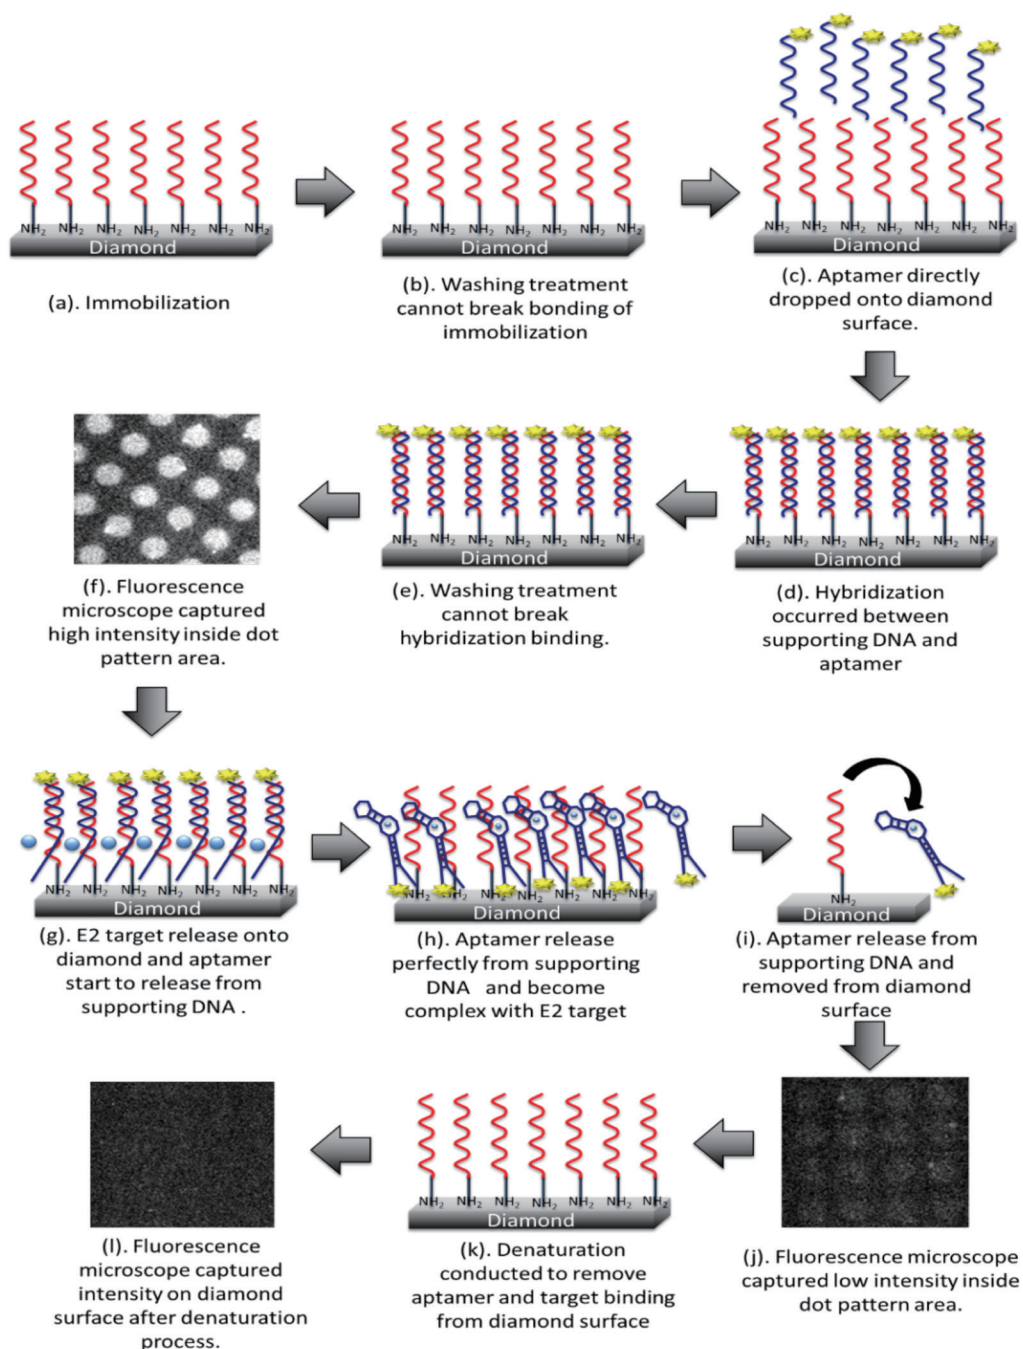 NH2 NH2 NH2 NH2 NH2 NH2 NH2
Diamond
(a). Immobilization
NH2 NH2 NH2 NH2 NH2 NH2 NH2
Diamond
(b). Washing treatment
cannot break bonding of
immobilization
NH2 NH2 NH2 NH2 NH2 NH2 NH2
Diamond
(c). Aptamer directly
dropped onto diamond
surface.
NH2 NH2 NH2 NH2 NH2 NH2 NH2
Diamond
(d). Hybridization
occurred between
supporting DNA and
aptamer
NH2 NH2 NH2 NH2 NH2 NH2 NH2
Diamond
(e). Washing treatment
cannot break
hybridization binding.
(f). Fluorescence
microscope captured
high intensity inside dot
pattern area.
NH2 NH2 NH2 NH2 NH2 NH2 NH2
Diamond
(g). E2 target release onto
diamond and aptamer
start to release from
supporting DNA .
NH2 NH2 NH2 NH2 NH2 NH2 NH2
Diamond
(h). Aptamer release
perfectly from supporting
DNA and become
complex with E2 target
NH2
Diamond
(i). Aptamer release from
supporting DNA and
removed from diamond
surface
(j). Fluorescence microscope
captured low intensity inside
dot pattern area.
NH2 NH2 NH2 NH2 NH2 NH2 NH2
Diamond
(k). Denaturation
conducted to remove
aptamer and target binding
from diamond surface
(l). Fluorescence
microscope captured
intensity on diamond
surface after denaturation
process.